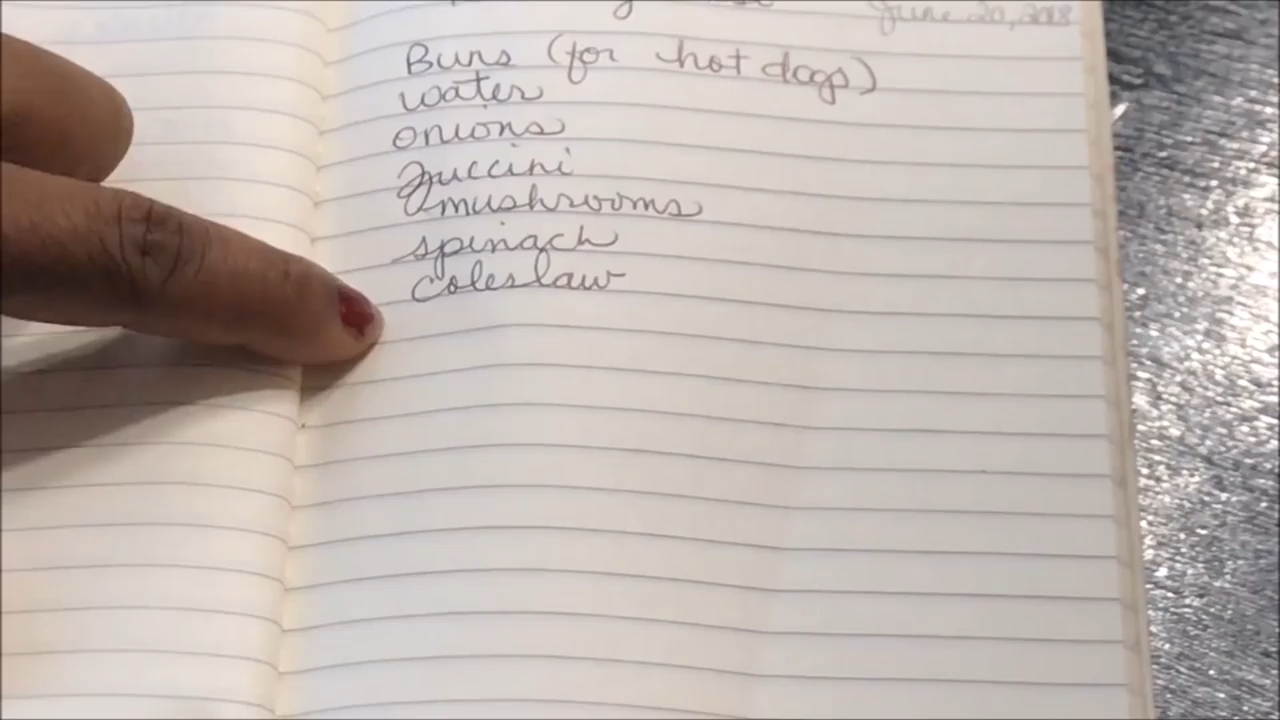 June 20, 2018
Buns (for hot dogs)
water
onions
zuccini
mushrooms
spinach
coleslaw